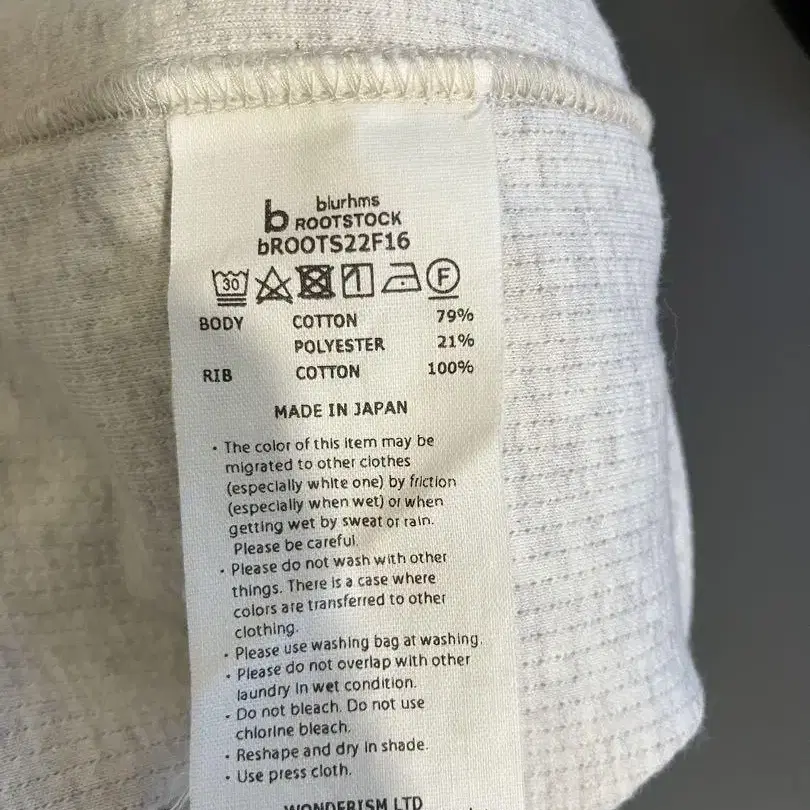 b blurhms
ROOTSTOCK
bROOTS22F16
30 F
BODY COTTON 79%
POLYESTER 21%
RIB COTTON 100%
MADE IN JAPAN
• The color of this item may be
migrated to other clothes
(especially white one) by friction
(especially when wet) or when
getting wet by sweat or rain.
Please be careful
• Please do not wash with other
things. There is a case where
colors are transferred to other
clothing.
• Please use washing bag at washing.
• Please do not overlap with other
laundry in wet condition.
• Do not bleach. Do not use
chlorine bleach.
• Reshape and dry in shade.
• Use press cloth.
WONDERISM LTD